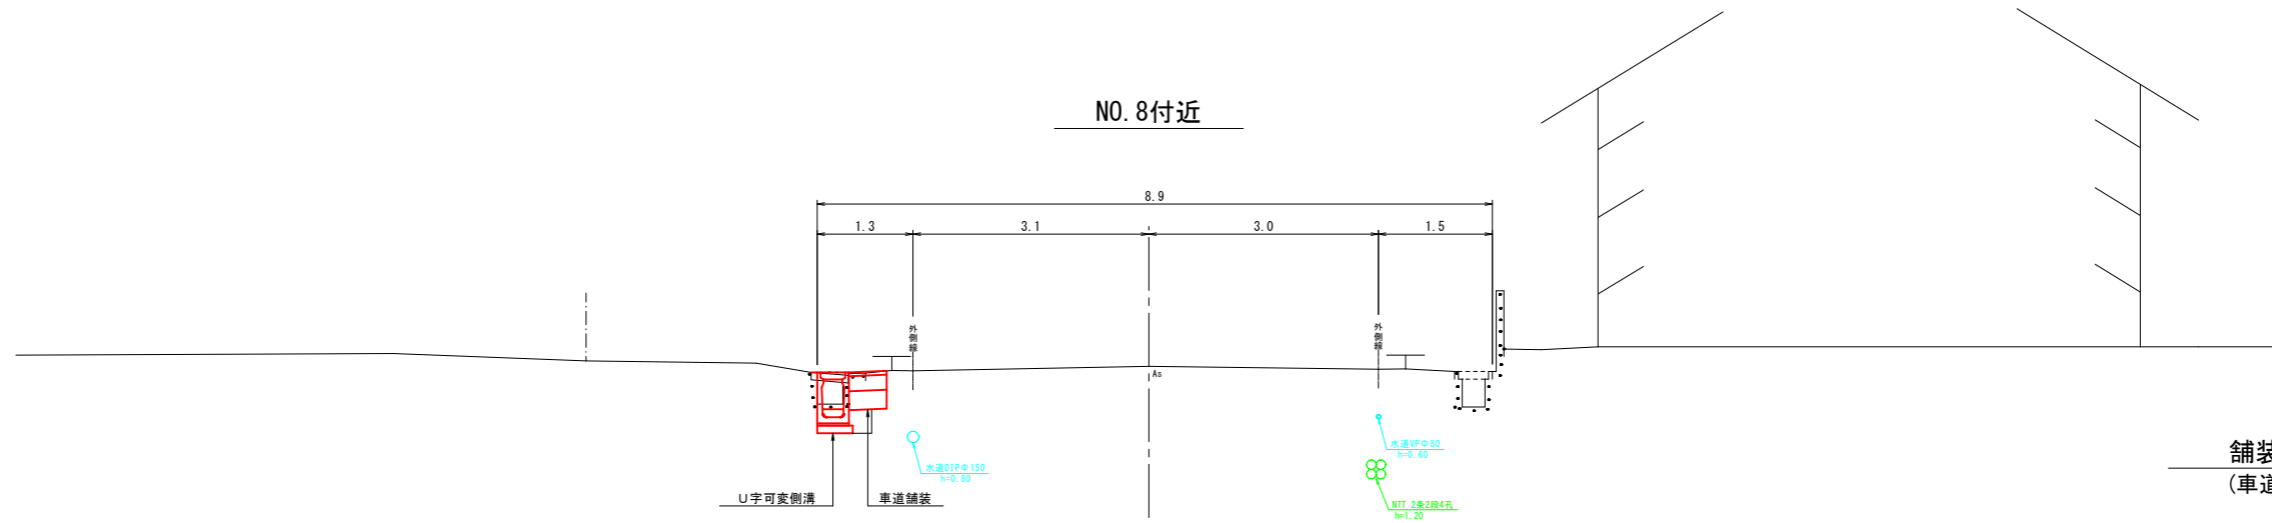 NO.8付近
8.9
1.3
3.1
3.0
1.5
外側線
外側線
As
水道VPΦ50
h=0.60
水道DIPΦ150
h=0.80
舗装
(車道
U字可変側溝
車道舗装
NTT 2条2段4孔
h=1.20